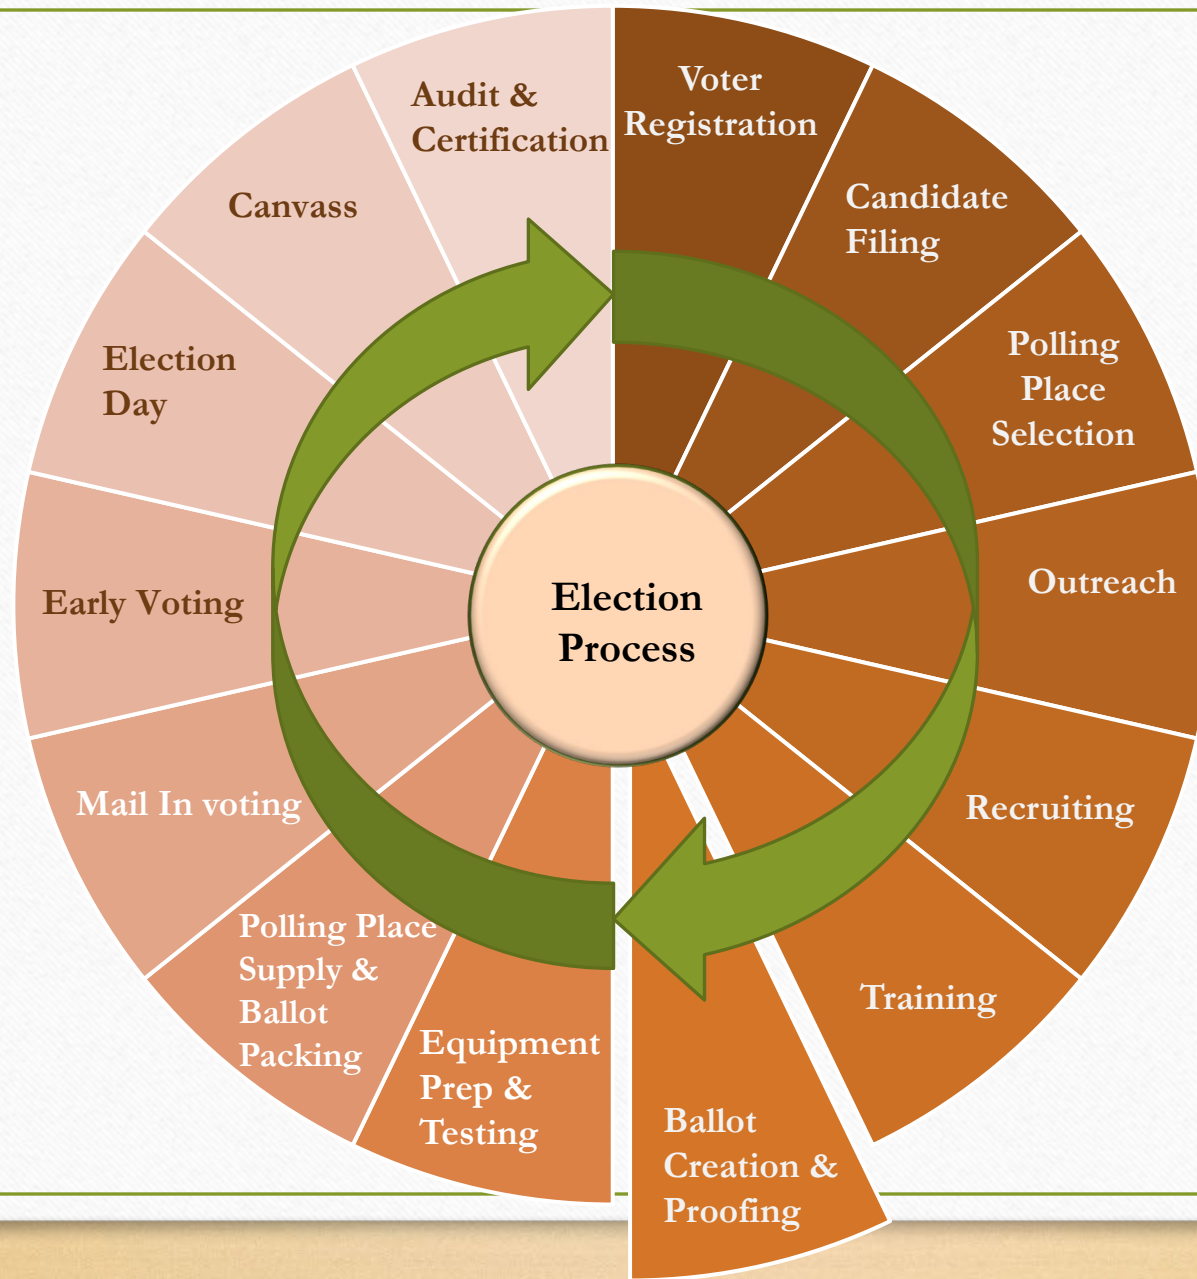 Voter
Registration
Candidate
Filing
Polling
Place
Selection
Outreach
Recruiting
Training
Ballot
Creation &
Proofing
Equipment
Prep &
Testing
Polling Place
Supply &
Ballot
Packing
Mail In voting
Early Voting
Election
Day
Canvass
Audit &
Certification
Election
Process